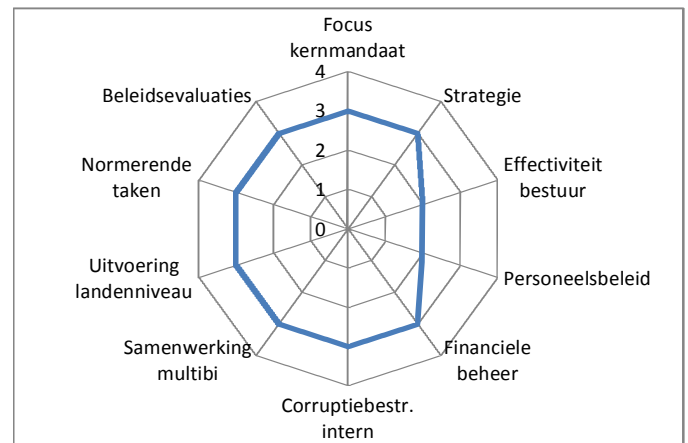 Focus
kernmandaat
Strategie
Effectiviteit
bestuur
Personeelsbeleid
Financiele
beheer
Corruptiebestr.
intern
Samenwerking
multibi
Uitvoering
landenniveau
Normerende
taken
Beleidsevaluaties
4
3
2
1
0